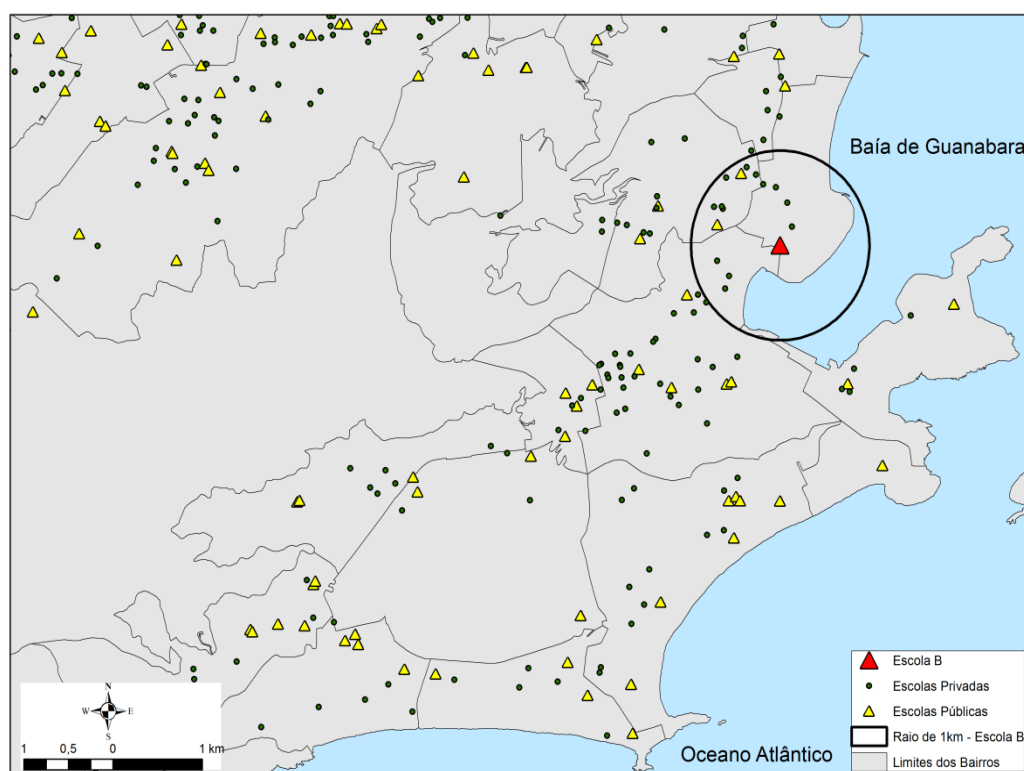 Baía de Guanabara
Escola B
Escolas Privadas
Escolas Públicas
Raio de 1km - Escola B
Limites dos Bairros
N
W E
S
1 0,5 0 1 km
Oceano Atlântico